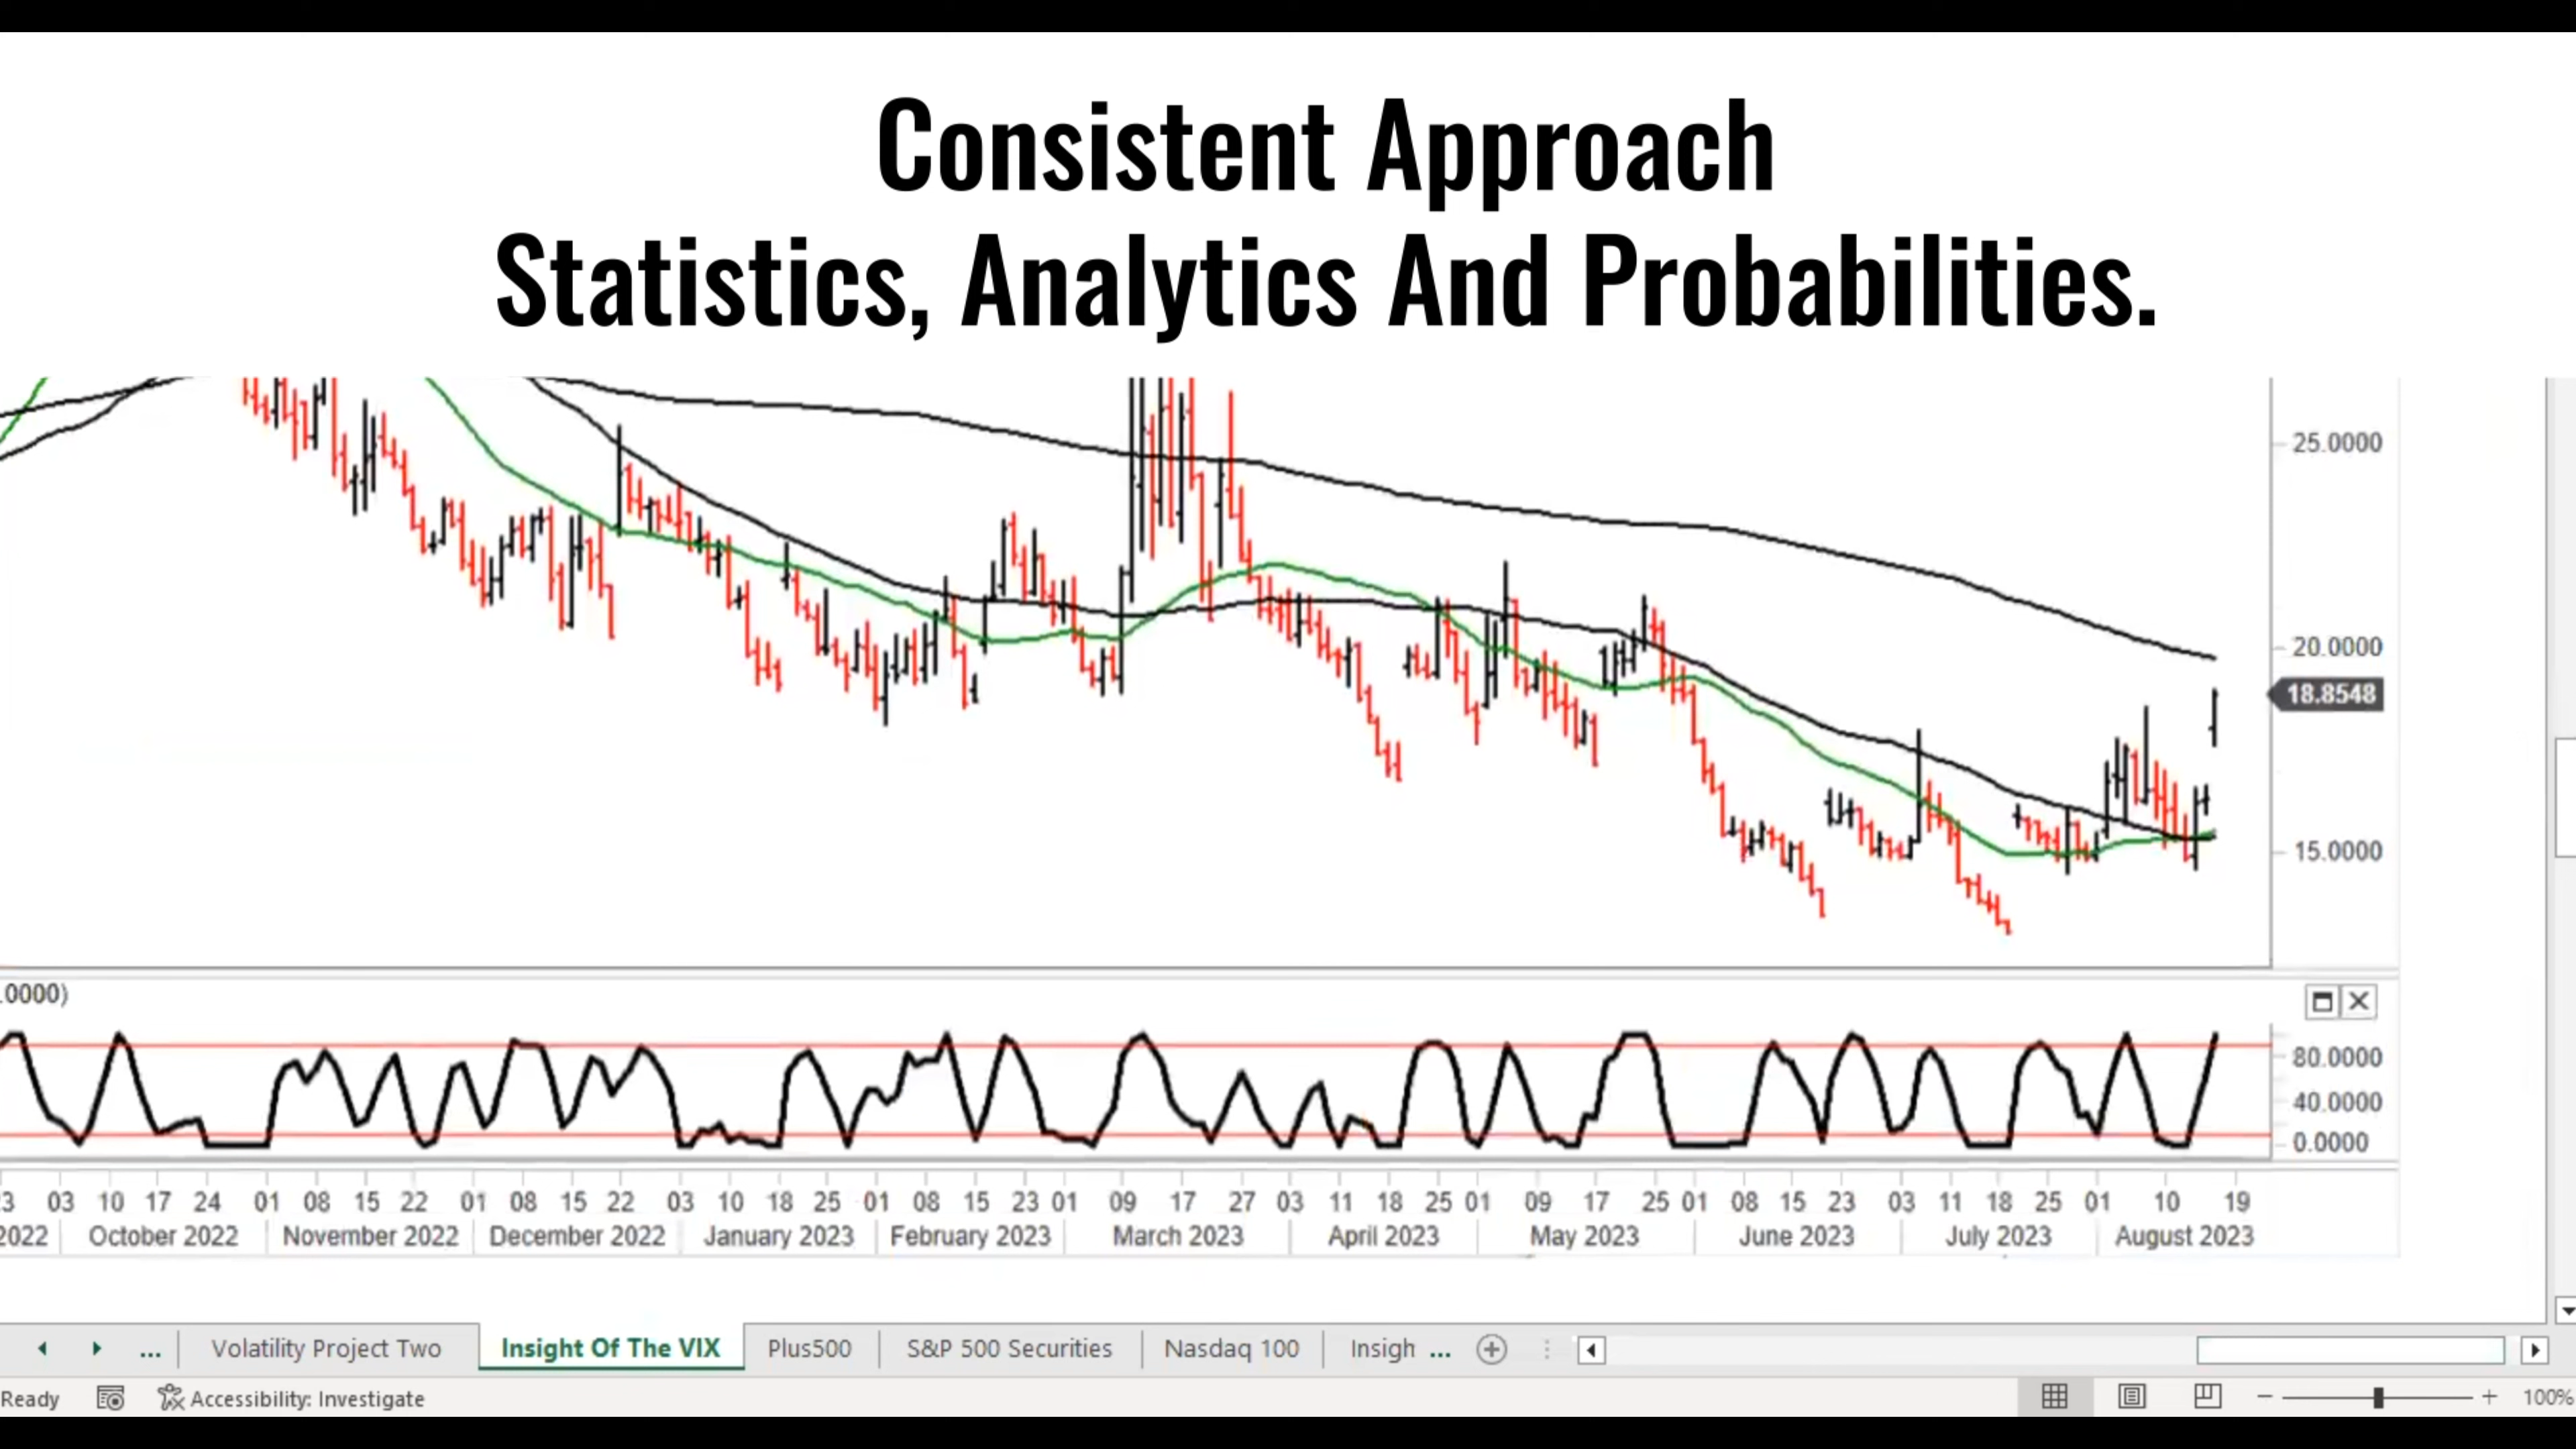 Consistent Approach
Statistics, Analytics And Probabilities.
25.0000
20.0000
18.8548
15.0000
.0000)
80.0000
40.0000
0.0000
03 10 17 24 01 08 15 22 01 08 15 22 03 10 18 25 01 08 15 23 01 09 17 27 03 11 18 25 01 09 17 25 01 08 15 23 03 11 18 25 01 10 19
2022 October 2022 November 2022 December 2022 January 2023 February 2023 March 2023 April 2023 May 2023 June 2023 July 2023 August 2023
... Volatility Project Two Insight Of The VIX Plus500 S&P 500 Securities Nasdaq 100 Insigh ...
Ready Accessibility: Investigate 100%